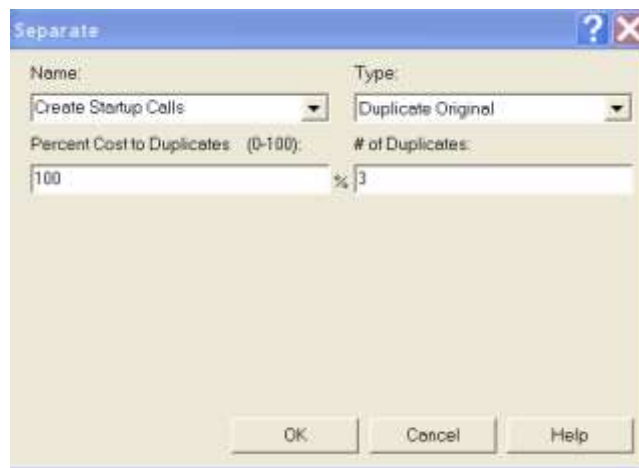 Separate
Name: Type:
Create Startup Calls Duplicate Original
Percent Cost to Duplicates (0-100): # of Duplicates:
100 % 3
OK Cancel Help